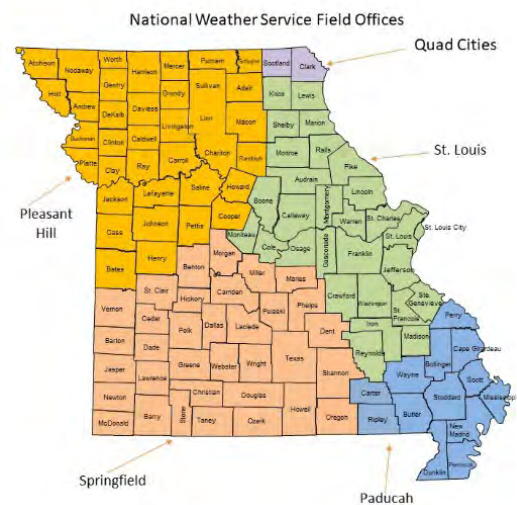 National Weather Service Field Offices
Quad Cities
Atchison Nodaway Worth Harrison Mercer Putnam Scotland Clark
Gentry Sullivan Adair Knox Lewis
Holt Andrew DeKalb Daviess Grundy Linn Macon Shelby Marion
Buchanan Clinton Caldwell Livingston Chariton Randolph Monroe Ralls
St. Louis
Platte Clay Ray Carroll Audrain Pike
Pleasant
Hill
Jackson Lafayette Saline Howard Boone Callaway Montgomery Lincoln
Cass Johnson Pettis Cooper Moniteau Cole Osage Gasconade Warren St. Charles St. Louis City
Franklin St. Louis
Bates Henry Benton Morgan Miller Maries Jefferson
Vernon St. Clair Hickory Camden Pulaski Phelps Crawford Washington St. Francois Ste. Genevieve
Cedar Polk Dallas Laclede Dent Iron Madison Perry
Barton Dade Texas Reynolds Wayne Bollinger Cape Girardeau
Jasper Lawrence Greene Webster Wright Shannon Carter Scott
Newton Christian Douglas Howell Oregon Ripley Butler Stoddard Mississippi
McDonald Barry Stone Taney Ozark New Madrid
Dunklin Pemiscot
Springfield
Paducah